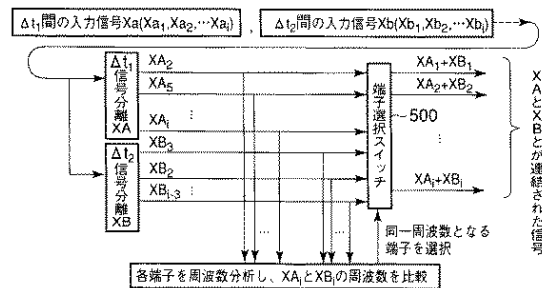 Δt₁間の入力信号Xa(Xa₁,Xa₂,…Xaᵢ) , Δt₂間の入力信号Xb(Xb₁,Xb₂,…Xbᵢ)
Δt₁
信号分離
XA
XA₂
XA₅
⋮
XAᵢ
Δt₂
信号分離
XB
XB₃
XB₂
⋮
XBᵢ₋₃
… …
端子選択スイッチ
500
XA₁+XB₁
XA₂+XB₂
⋮
XAᵢ+XBᵢ
XAとXBとが連結された信号
同一周波数となる
端子を選択
各端子を周波数分析し、XAᵢとXBᵢの周波数を比較